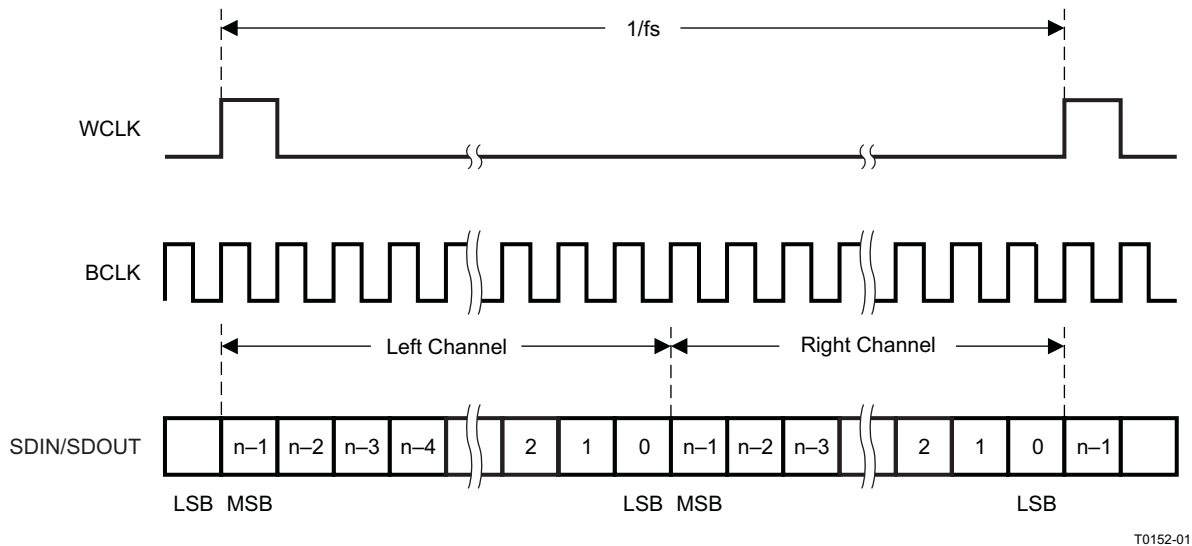 1/fs
WCLK
BCLK
Left Channel
Right Channel
SDIN/SDOUT
n–1 n–2 n–3 n–4 2 1 0 n–1 n–2 n–3 2 1 0 n–1
LSB MSB LSB MSB LSB
T0152-01